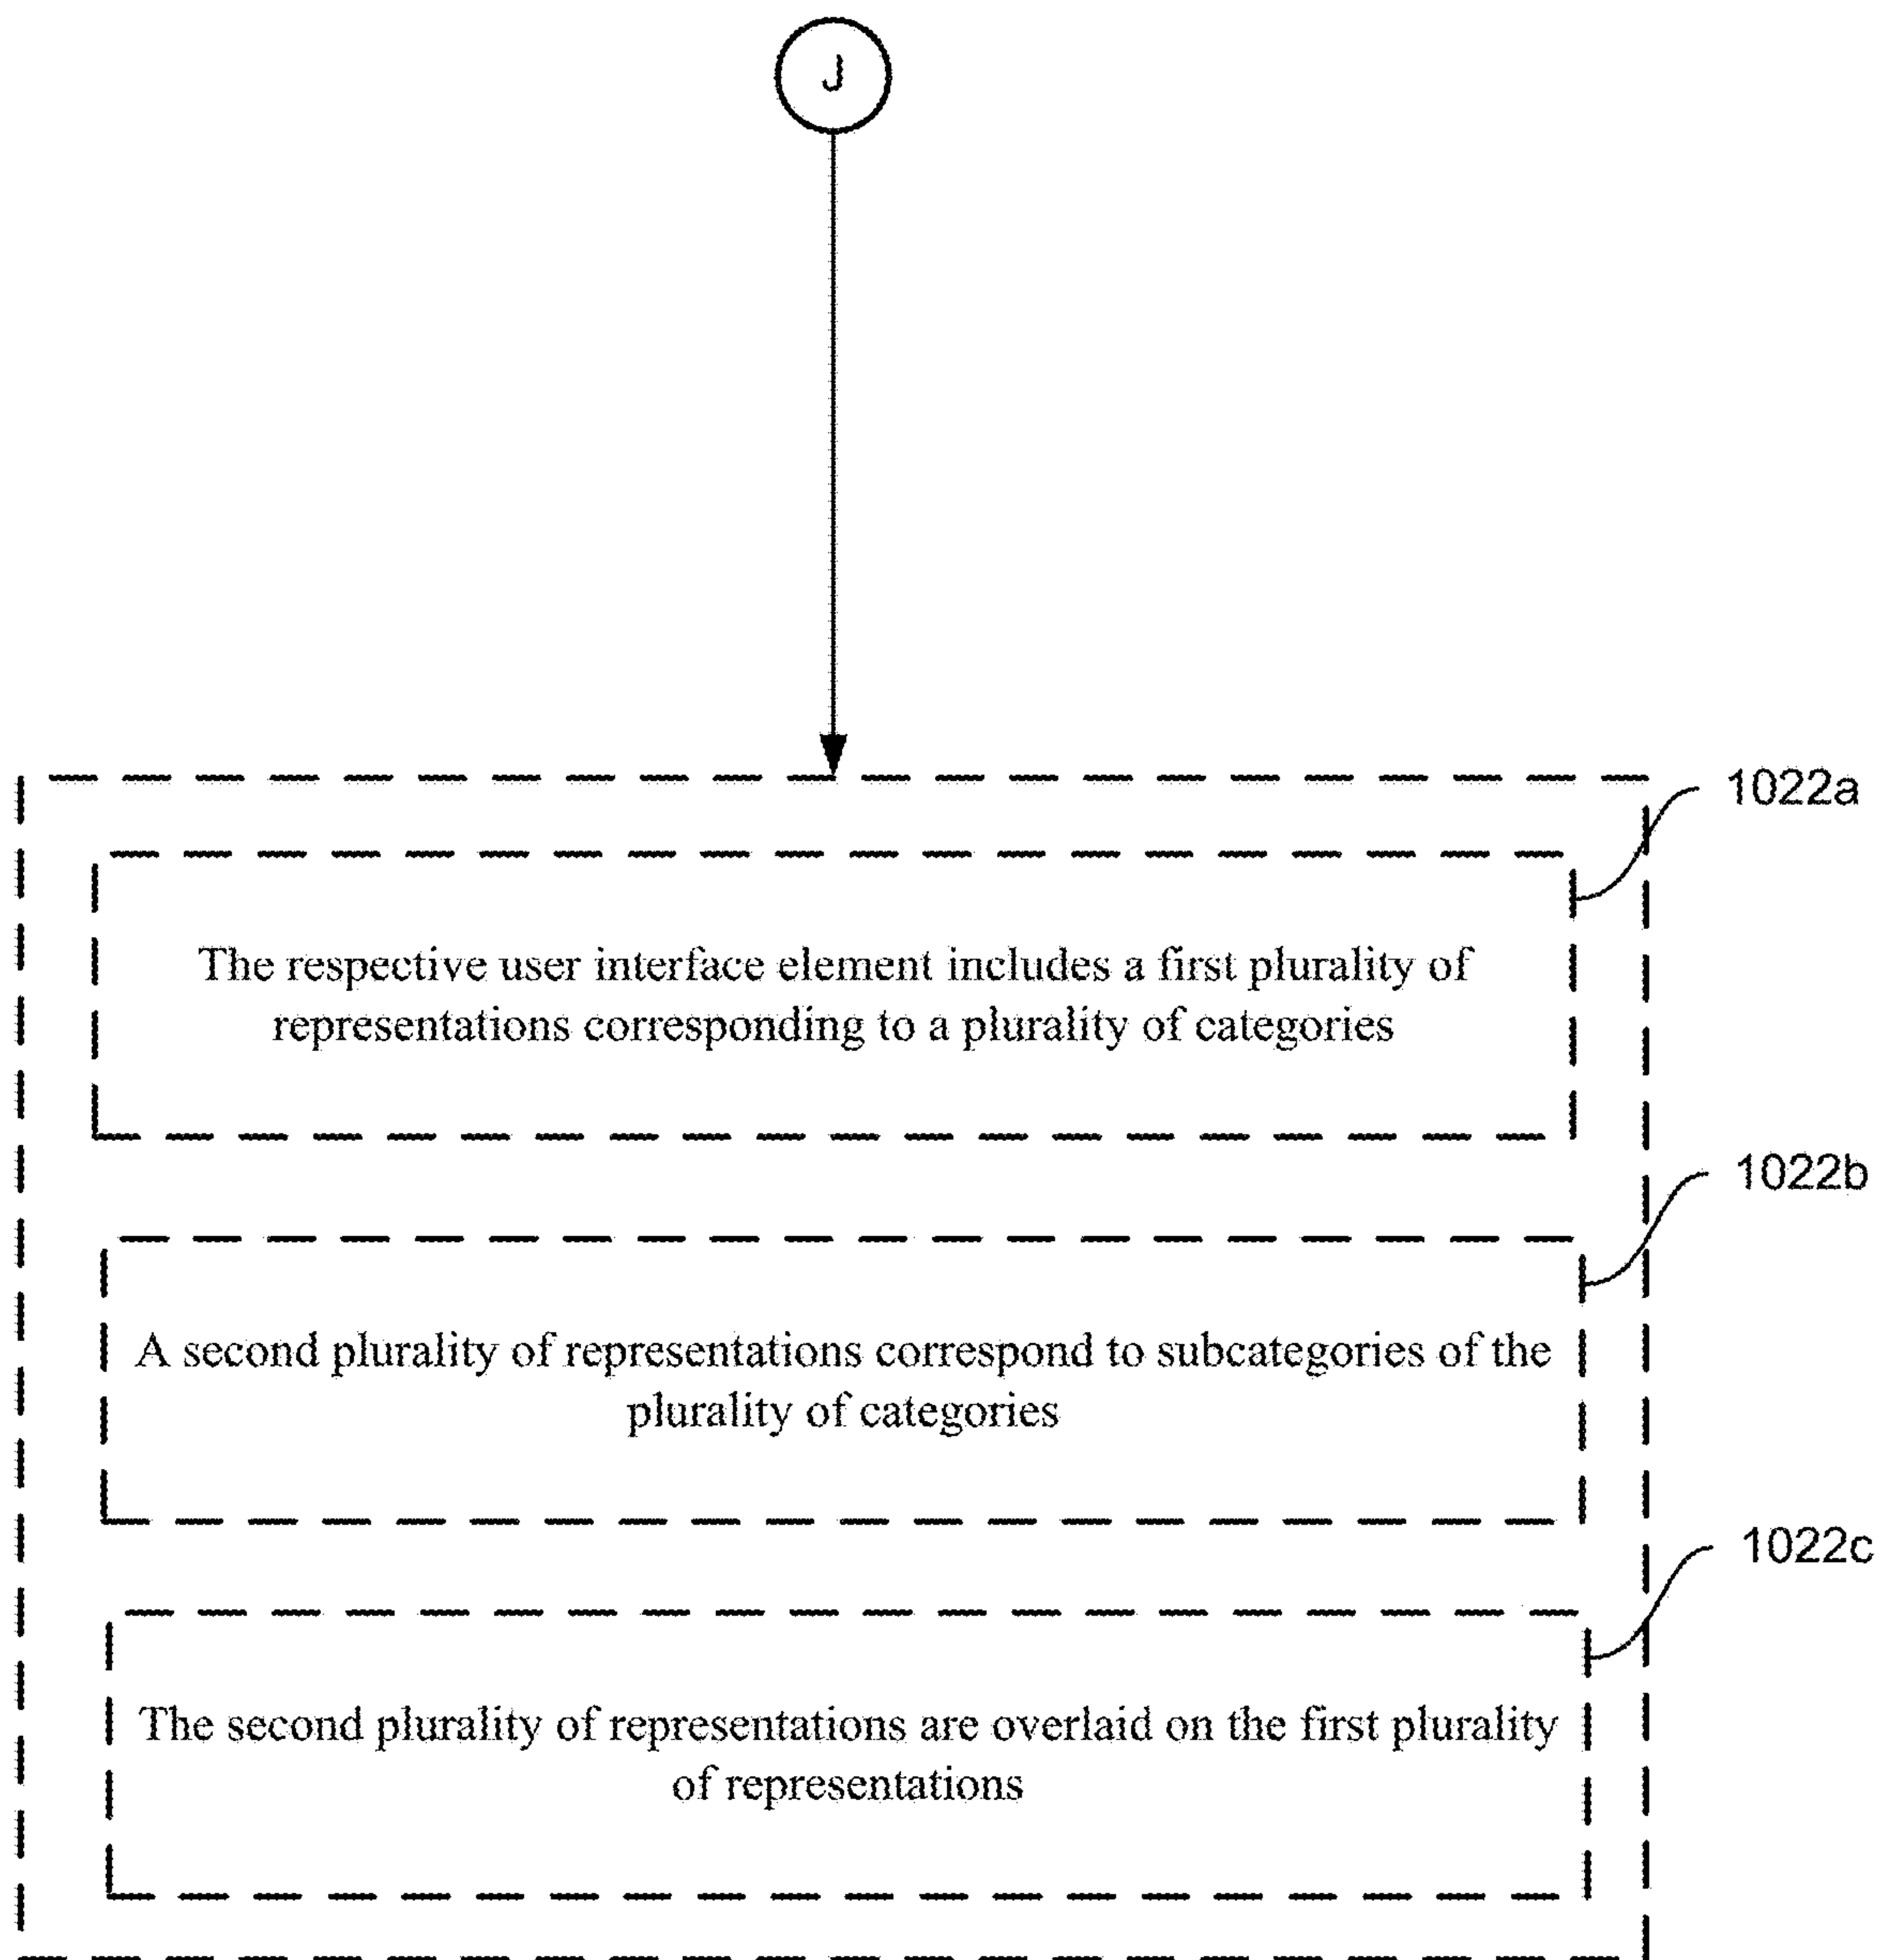 J
1022a
The respective user interface element includes a first plurality of
representations corresponding to a plurality of categories
1022b
A second plurality of representations correspond to subcategories of the
plurality of categories
1022c
The second plurality of representations are overlaid on the first plurality
of representations